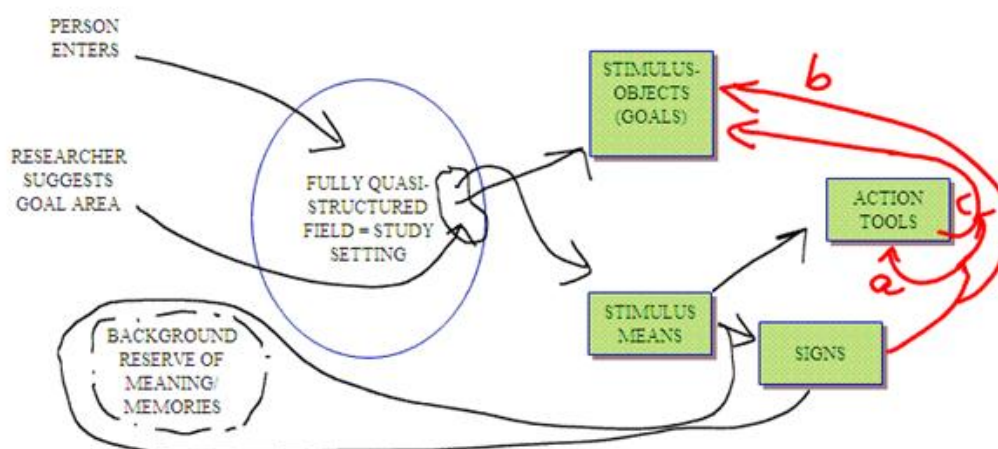 PERSON
ENTERS
RESEARCHER
SUGGESTS
GOAL AREA
FULLY QUASI-
STRUCTURED
FIELD = STUDY
SETTING
BACKGROUND
RESERVE OF
MEANING/
MEMORIES
STIMULUS-
OBJECTS
(GOALS)
STIMULUS
MEANS
ACTION
TOOLS
SIGNS
b
c
a